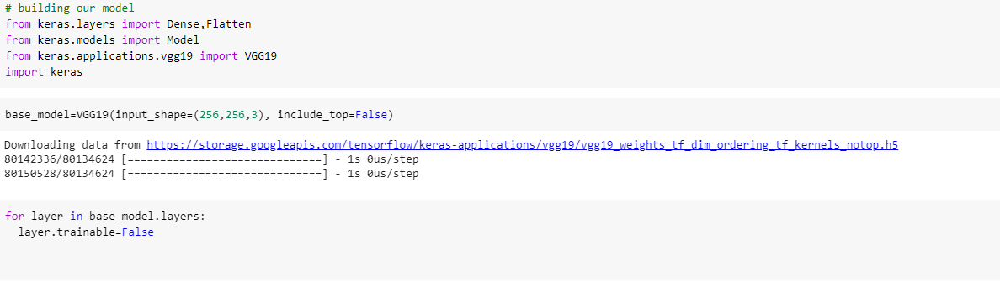 # building our model
from keras.layers import Dense,Flatten
from keras.models import Model
from keras.applications.vgg19 import VGG19
import keras
base_model=VGG19(input_shape=(256,256,3), include_top=False)
Downloading data from https://storage.googleapis.com/tensorflow/keras-applications/vgg19/vgg19_weights_tf_dim_ordering_tf_kernels_notop.h5
80142336/80134624 [==============================] - 1s 0us/step
80150528/80134624 [==============================] - 1s 0us/step
for layer in base_model.layers:
  layer.trainable=False